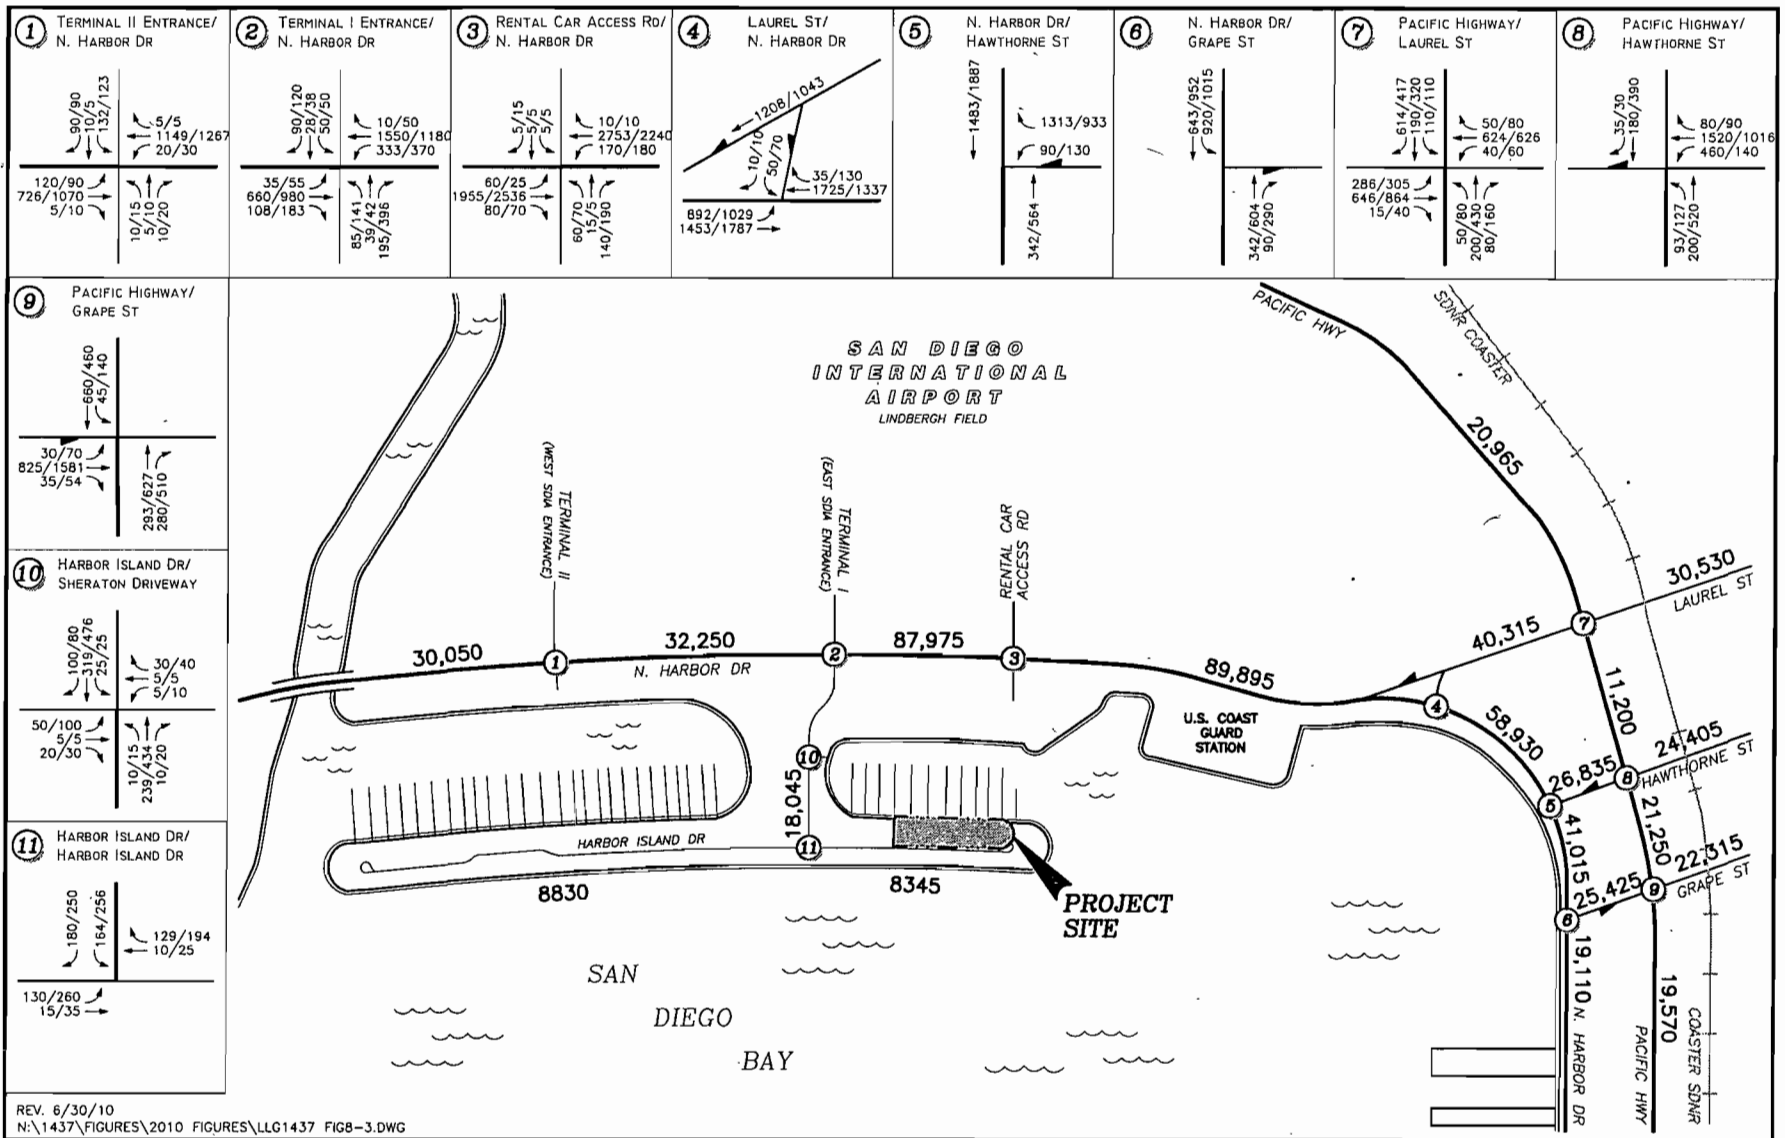 1
TERMINAL II ENTRANCE/
N. HARBOR DR
90/90
10/5
132/123
5/5
1149/1267
20/30
120/90
726/1070
5/10
10/15
5/10
10/20
2
TERMINAL I ENTRANCE/
N. HARBOR DR
90/120
28/38
50/50
10/50
1550/1180
333/370
35/55
660/980
108/183
85/141
39/42
195/396
3
RENTAL CAR ACCESS RD/
N. HARBOR DR
5/15
5/5
5/5
10/10
2753/2240
170/180
60/25
1955/2536
80/70
60/70
15/5
140/190
4
LAUREL ST/
N. HARBOR DR
1208/1043
10/10
50/70
35/130
1725/1337
892/1029
1453/1787
5
N. HARBOR DR/
HAWTHORNE ST
1483/1887
1313/933
90/130
342/564
6
N. HARBOR DR/
GRAPE ST
643/952
920/1015
342/604
90/290
7
PACIFIC HIGHWAY/
LAUREL ST
614/417
190/320
110/110
50/80
624/626
40/60
286/305
646/864
15/40
50/80
200/430
80/160
8
PACIFIC HIGHWAY/
HAWTHORNE ST
35/30
180/390
80/90
1520/1016
460/140
93/127
200/520
9
PACIFIC HIGHWAY/
GRAPE ST
660/460
45/140
30/70
825/1581
35/54
293/627
280/510
10
HARBOR ISLAND DR/
SHERATON DRIVEWAY
100/80
319/476
25/25
30/40
5/5
5/10
50/100
5/5
20/30
10/15
239/434
10/20
11
HARBOR ISLAND DR/
HARBOR ISLAND DR
180/250
164/256
129/194
10/25
130/260
15/35
SAN DIEGO
INTERNATIONAL
AIRPORT
LINDBERGH FIELD
PACIFIC HWY
SDNR COASTER
20,965
TERMINAL II
(WEST SDIA ENTRANCE)
TERMINAL I
(EAST SDIA ENTRANCE)
RENTAL CAR
ACCESS RD
30,530
LAUREL ST
40,315
7
30,050
1
32,250
N. HARBOR DR
2
87,975
3
89,895
4
11,200
U.S. COAST
GUARD
STATION
58,930
24,405
HAWTHORNE ST
26,835
8
5
10
18,045
41,015
21,250
HARBOR ISLAND DR
11
22,315
GRAPE ST
25,425
9
6
8830
8345
PROJECT
SITE
19,110
N. HARBOR DR
19,570
PACIFIC HWY
COASTER SDNR
SAN
DIEGO
BAY
REV. 6/30/10
N:\1437\FIGURES\2010 FIGURES\LLG1437 FIG8-3.DWG